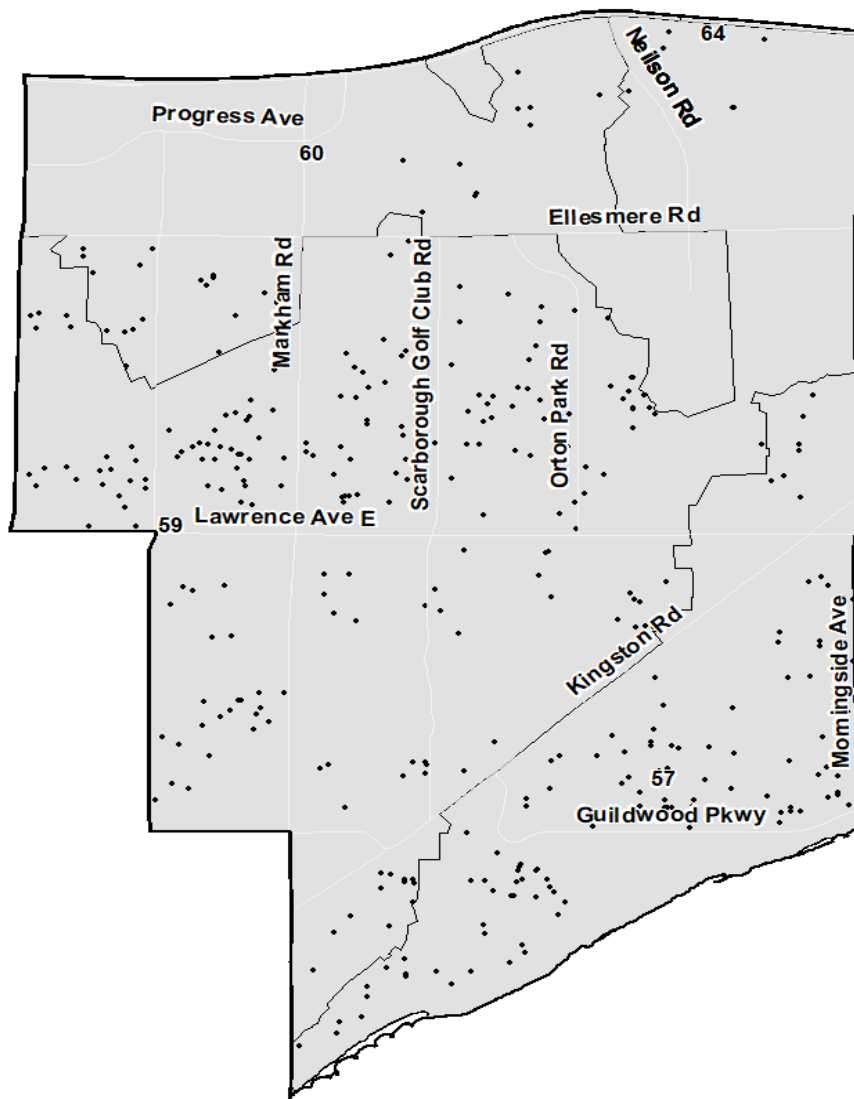 64
Neilson Rd
Progress Ave
60
Ellesmere Rd
Markham Rd
Scarborough Golf Club Rd
Orton Park Rd
Lawrence Ave E
59
Kingston Rd
Morningside Ave
57
Guildwood Pkwy